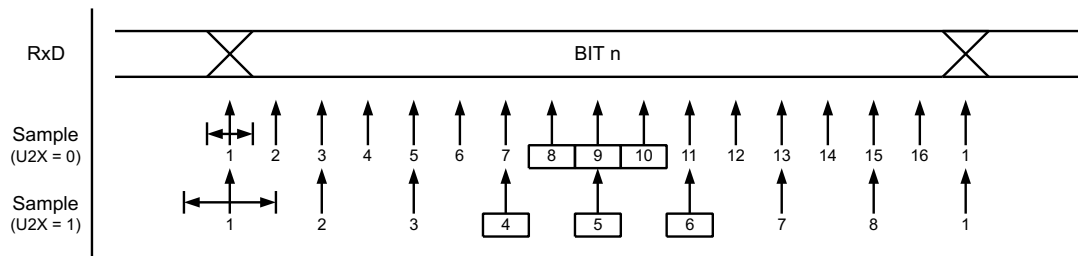 RxD BIT n
Sample
(U2X = 0) 1 2 3 4 5 6 7 8 9 10 11 12 13 14 15 16 1
Sample
(U2X = 1) 1 2 3 4 5 6 7 8 1